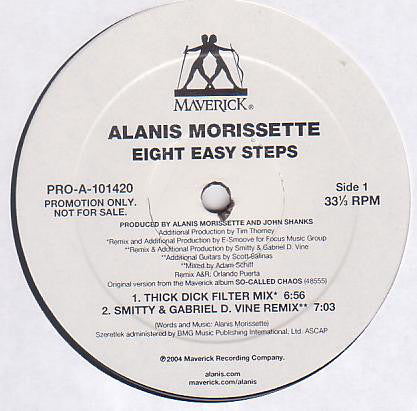 MAVERICK®
ALANIS MORISSETTE
EIGHT EASY STEPS
PRO-A-101420
PROMOTION ONLY.
NOT FOR SALE.
Side 1
33⅓ RPM
PRODUCED BY ALANIS MORISSETTE AND JOHN SHANKS
Additional Production by Tim Thorney
*Remix and Additional Production by E-Smoove for Focus Music Group
**Remix & Additional Production by Smitty & Gabriel D. Vine
**Additional Guitars by Scott Salinas
**Mixed by Adam Schiff
Remix A&R: Orlando Puerta
Original version from the Maverick album SO-CALLED CHAOS (48555)
1. THICK DICK FILTER MIX* 6:56
2. SMITTY & GABRIEL D. VINE REMIX** 7:03
(Words and Music: Alanis Morissette)
Szeretlek administered by BMG Music Publishing International, Ltd. ASCAP
℗2004 Maverick Recording Company.
alanis.com
maverick.com/alanis